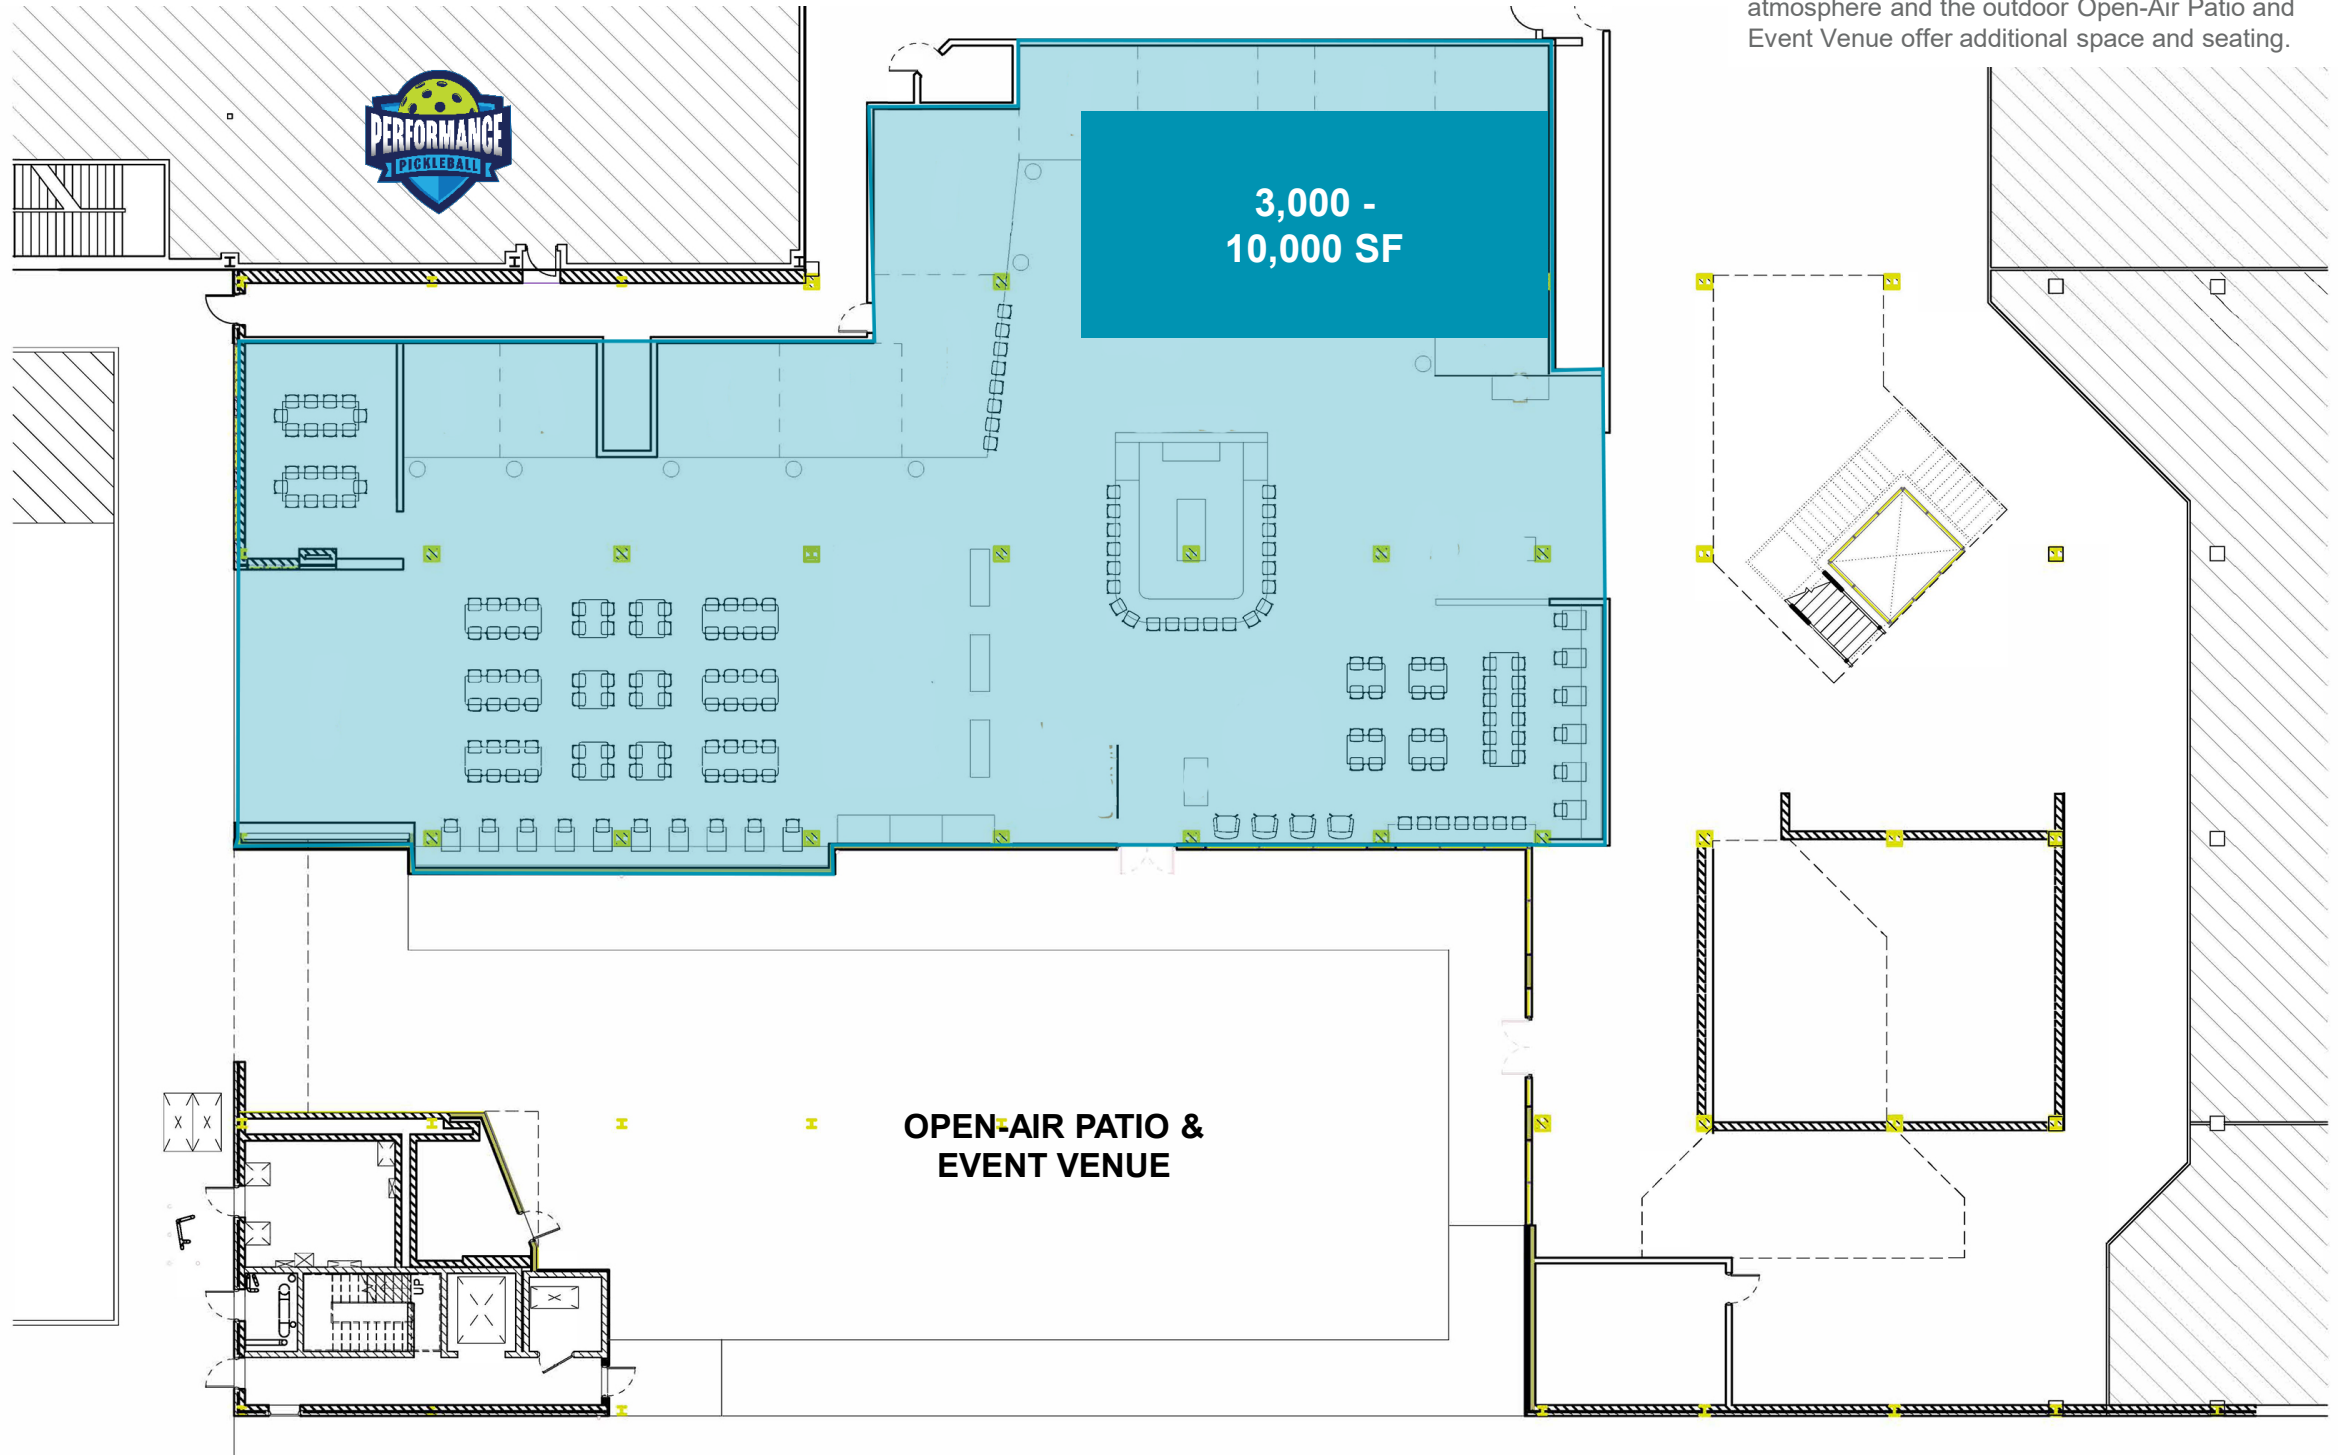 atmosphere and the outdoor Open-Air Patio and
Event Venue offer additional space and seating.
PERFORMANCE
PICKLEBALL
3,000 -
10,000 SF
OPEN-AIR PATIO &
EVENT VENUE
UP